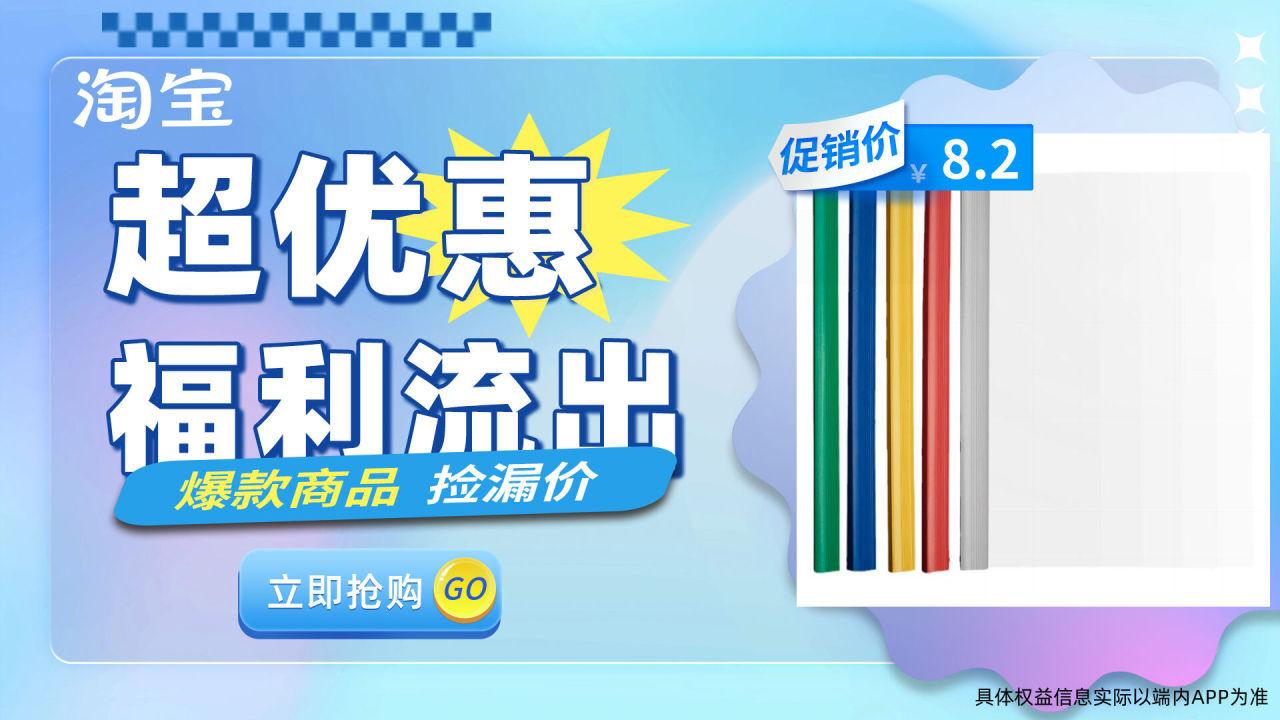 淘宝
超优惠
福利流出
爆款商品 捡漏价
立即抢购 GO
促销价 ¥ 8.2
具体权益信息实际以端内APP为准